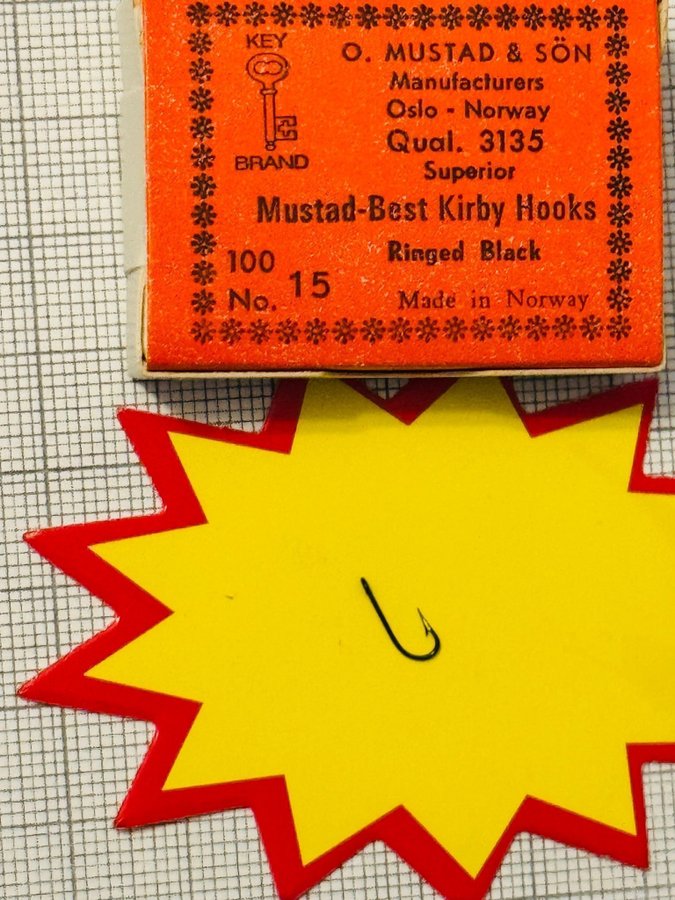 KEY
BRAND
O. MUSTAD & SÖN
Manufacturers
Oslo - Norway
Qual. 3135
Superior
Mustad-Best Kirby Hooks
Ringed Black
100
No. 15
Made in Norway